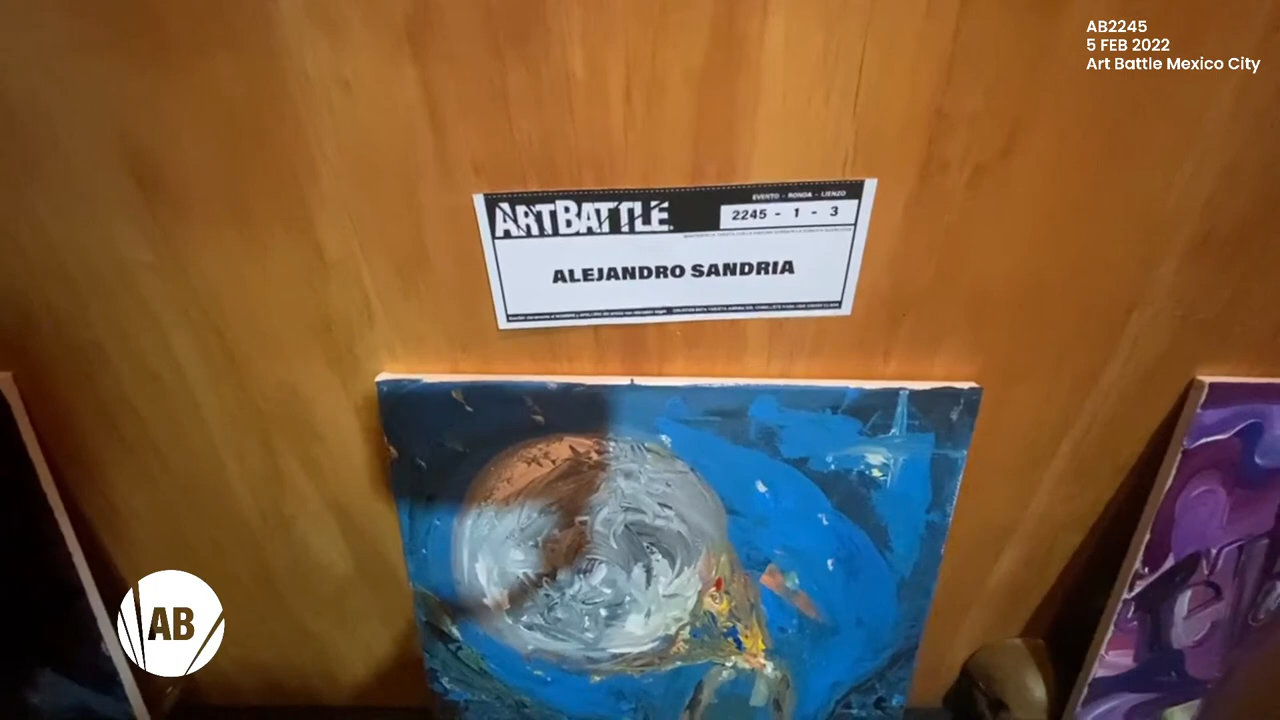 AB2245
5 FEB 2022
Art Battle Mexico City
EVENTO - RONDA - LIENZO
ARTBATTLE
2245 - 1 - 3
ALEJANDRO SANDRIA
AB